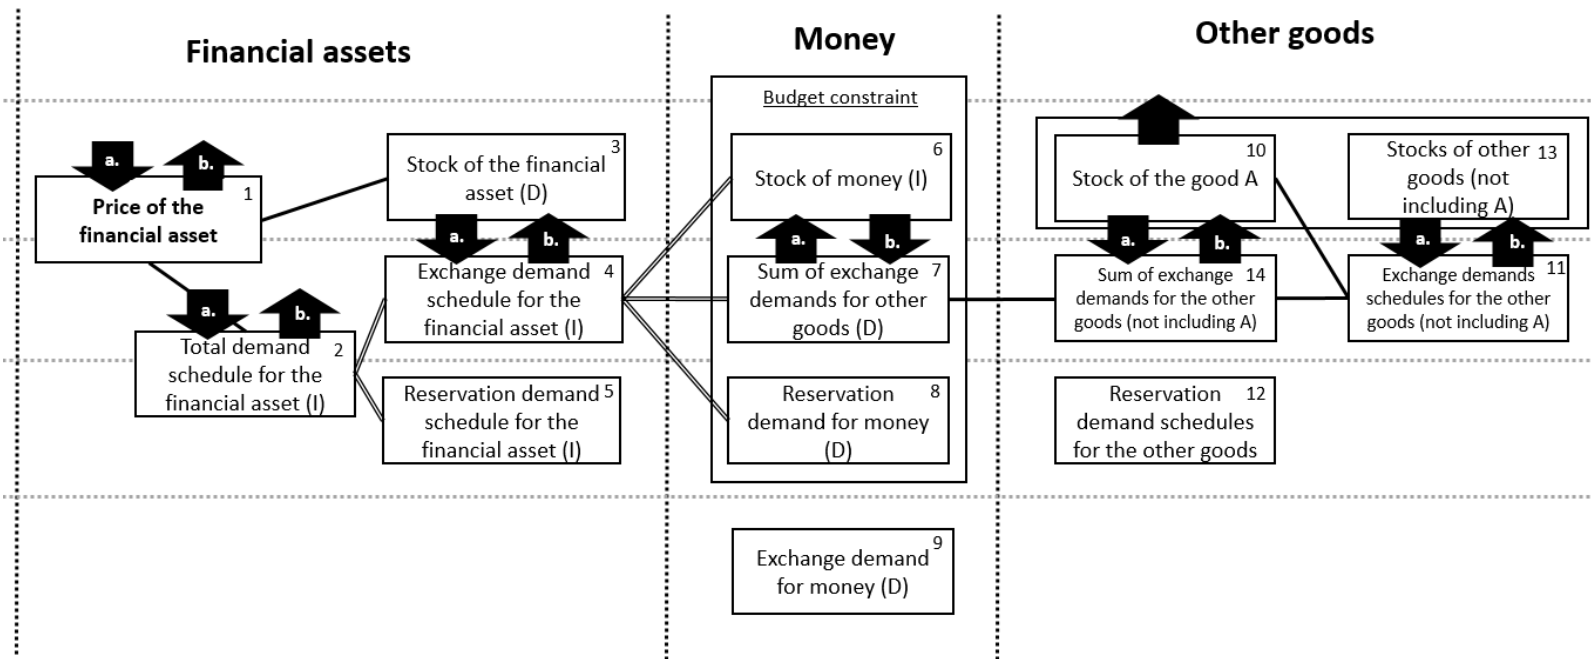 Financial assets
Money
Other goods
Budget constraint
a.
b.
1
Price of the
financial asset
3
Stock of the financial
asset (D)
6
Stock of money (I)
10
Stock of the good A
Stocks of other 13
goods (not
including A)
a.
b.
a.
b.
a.
b.
a.
b.
Exchange demand 4
schedule for the
financial asset (I)
Sum of exchange 7
demands for other
goods (D)
Sum of exchange 14
demands for the other
goods (not including A)
Exchange demands 11
schedules for the other
goods (not including A)
a.
b.
Total demand 2
schedule for the
financial asset (I)
Reservation demand 5
schedule for the
financial asset (I)
Reservation 8
demand for money
(D)
Reservation 12
demand schedules
for the other goods
9
Exchange demand
for money (D)